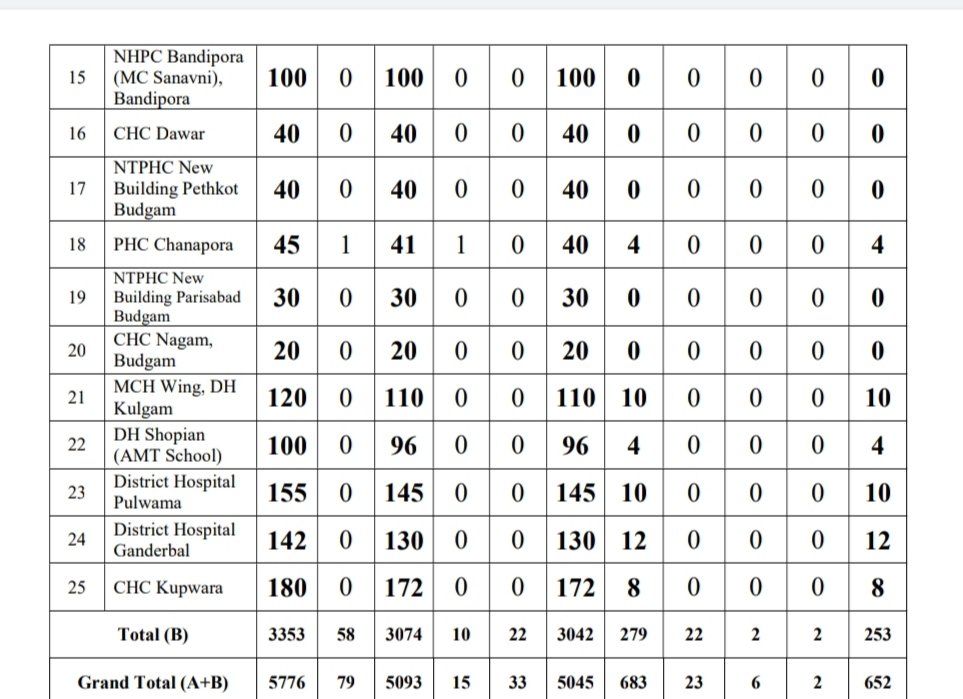 NHPC Bandipora
15 (MC Sanavni), 100 0 100 0 0 100 0 0 0 0 0
Bandipora
16 CHC Dawar 40 0 40 0 0 40 0 0 0 0 0
NTPHC New
17 Building Pethkot 40 0 40 0 0 40 0 0 0 0 0
Budgam
18 PHC Chanapora 45 1 41 1 0 40 4 0 0 0 4
NTPHC New
19 Building Parisabad 30 0 30 0 0 30 0 0 0 0 0
Budgam
20 CHC Nagam, 20 0 20 0 0 20 0 0 0 0 0
Budgam
21 MCH Wing, DH 120 0 110 0 0 110 10 0 0 0 10
Kulgam
22 DH Shopian 100 0 96 0 0 96 4 0 0 0 4
(AMT School)
23 District Hospital 155 0 145 0 0 145 10 0 0 0 10
Pulwama
24 District Hospital 142 0 130 0 0 130 12 0 0 0 12
Ganderbal
25 CHC Kupwara 180 0 172 0 0 172 8 0 0 0 8
Total (B) 3353 58 3074 10 22 3042 279 22 2 2 253
Grand Total (A+B) 5776 79 5093 15 33 5045 683 23 6 2 652